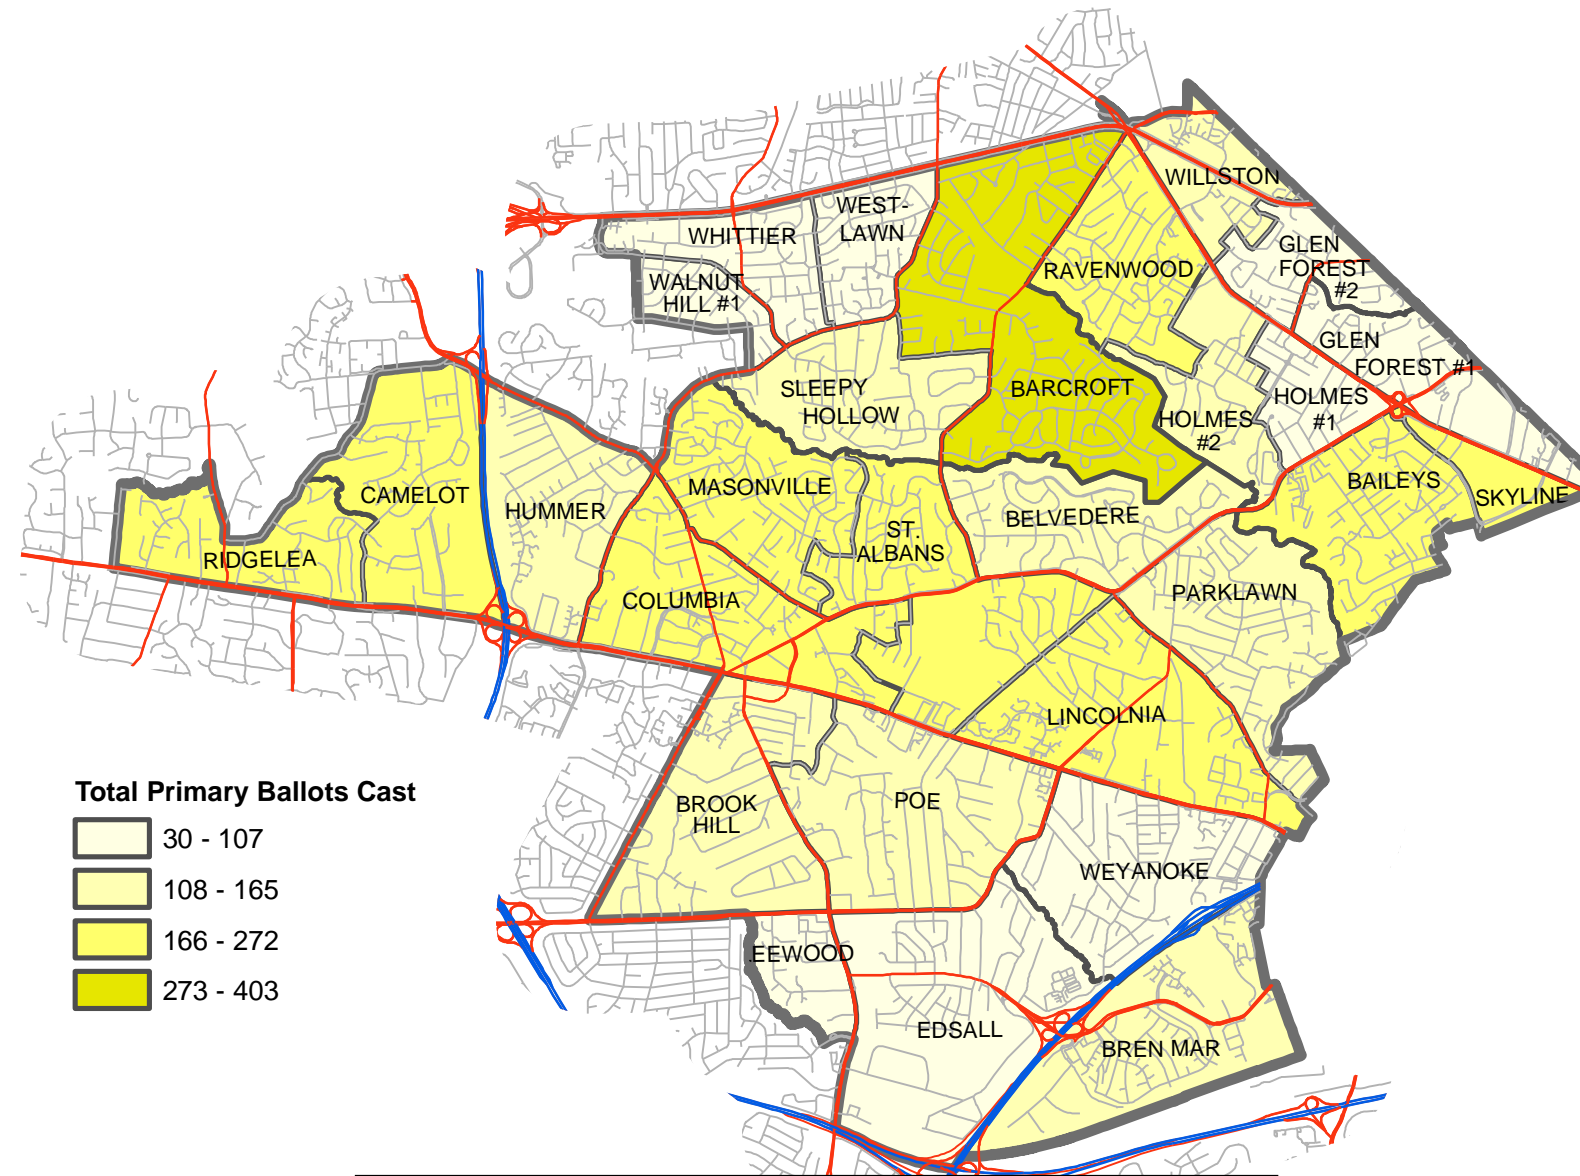 WILLSTON
WEST-
LAWN
WHITTIER
GLEN
FOREST
#2
RAVENWOOD
WALNUT
HILL #1
GLEN
FOREST #1
SLEEPY
HOLLOW
BARCROFT
HOLMES
#1
HOLMES
#2
MASONVILLE
CAMELOT
BAILEYS
SKYLINE
HUMMER
BELVEDERE
ST.
ALBANS
RIDGELEA
COLUMBIA
PARKLAWN
LINCOLNIA
Total Primary Ballots Cast
30 - 107
108 - 165
166 - 272
273 - 403
BROOK
HILL
POE
WEYANOKE
EEWOOD
EDSALL
BREN MAR